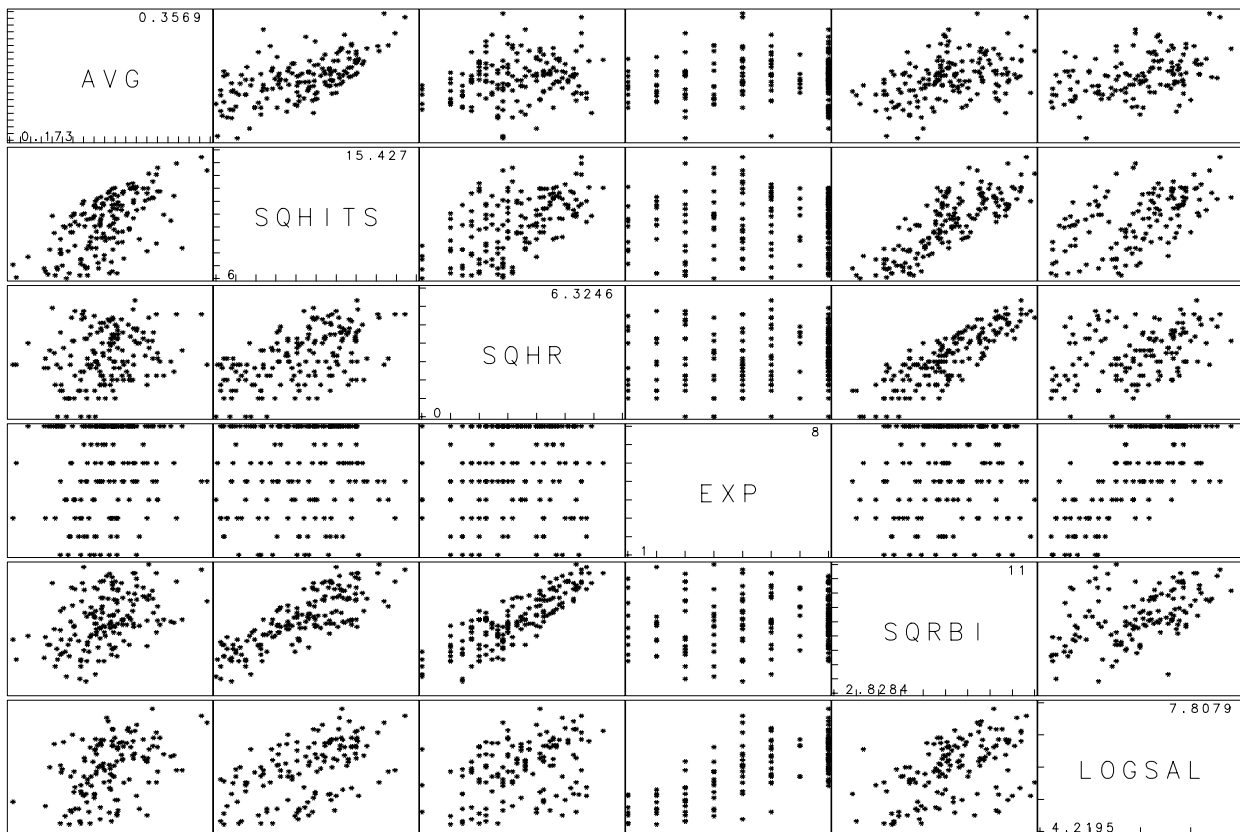 0.3569
AVG
0.173
15.427
SQHITS
6
6.3246
SQHR
0
8
EXP
1
11
SQRBI
2.8284
7.8079
LOGSAL
4.2195